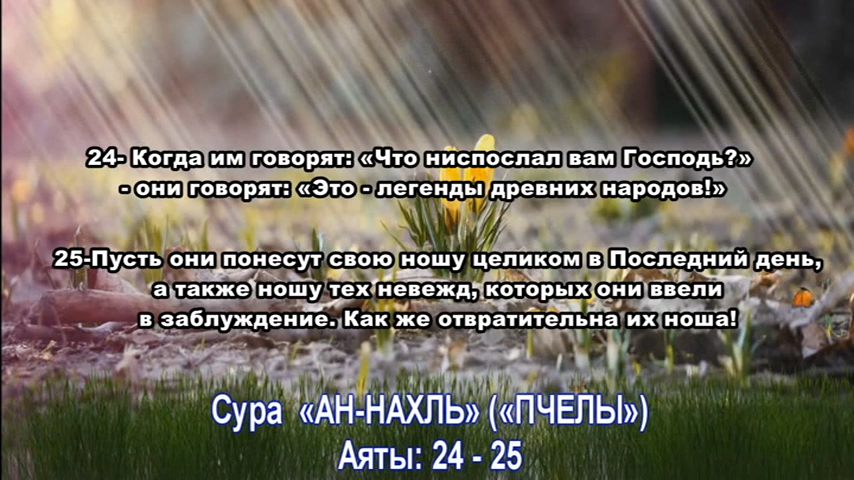 24- Когда им говорят: «Что ниспослал вам Господь?»
- они говорят: «Это - легенды древних народов!»
25-Пусть они понесут свою ношу целиком в Последний день,
а также ношу тех невежд, которых они ввели
в заблуждение. Как же отвратительна их ноша!
Сура «АН-НАХЛЬ» («ПЧЕЛЫ»)
Аяты: 24 - 25